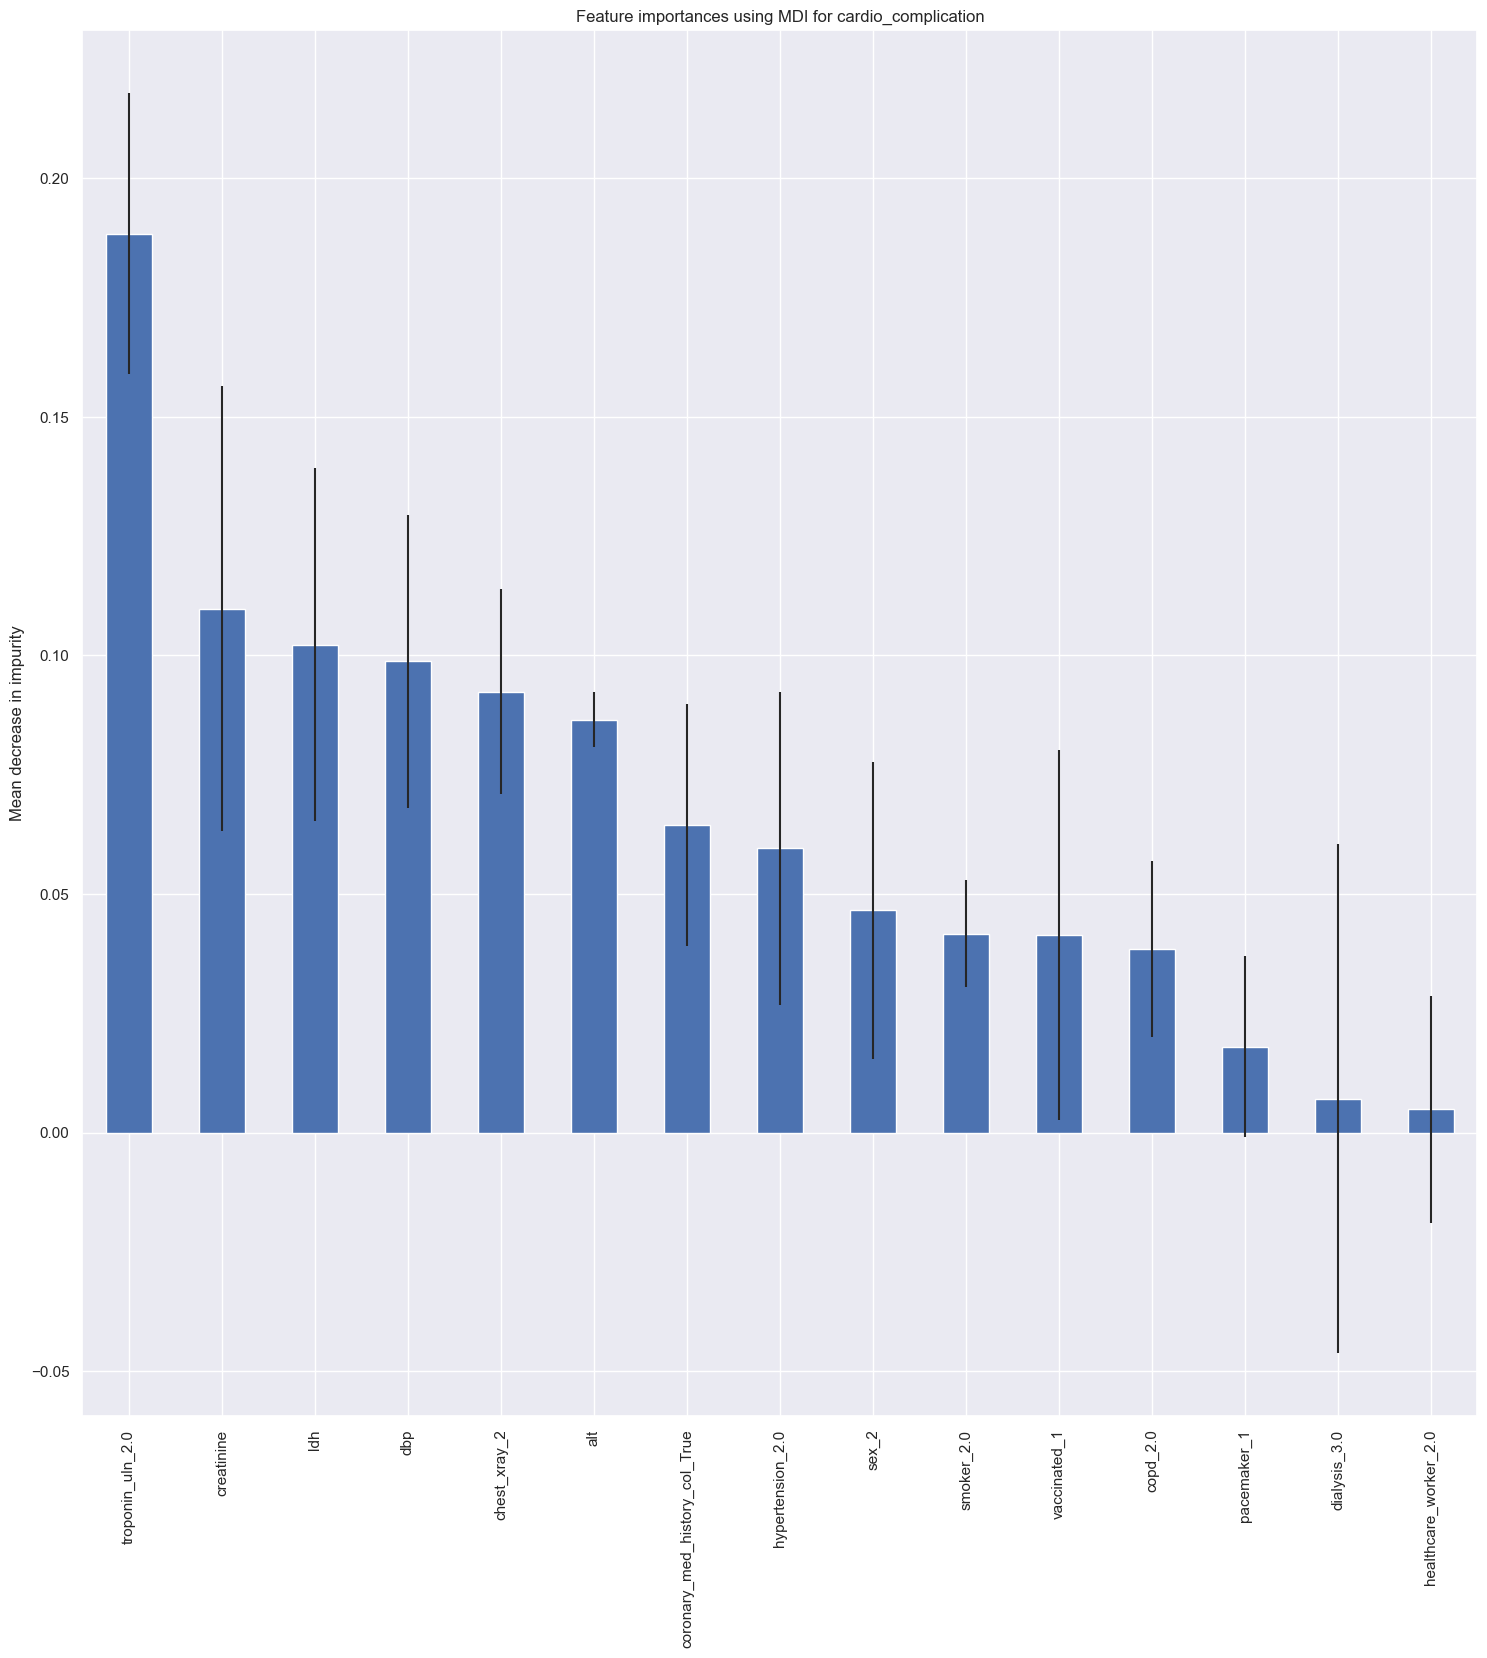 Feature importances using MDI for cardio_complication
Mean decrease in impurity
0.20
0.15
0.10
0.05
0.00
−0.05
troponin_uln_2.0
creatinine
ldh
dbp
chest_xray_2
alt
coronary_med_history_col_True
hypertension_2.0
sex_2
smoker_2.0
vaccinated_1
copd_2.0
pacemaker_1
dialysis_3.0
healthcare_worker_2.0